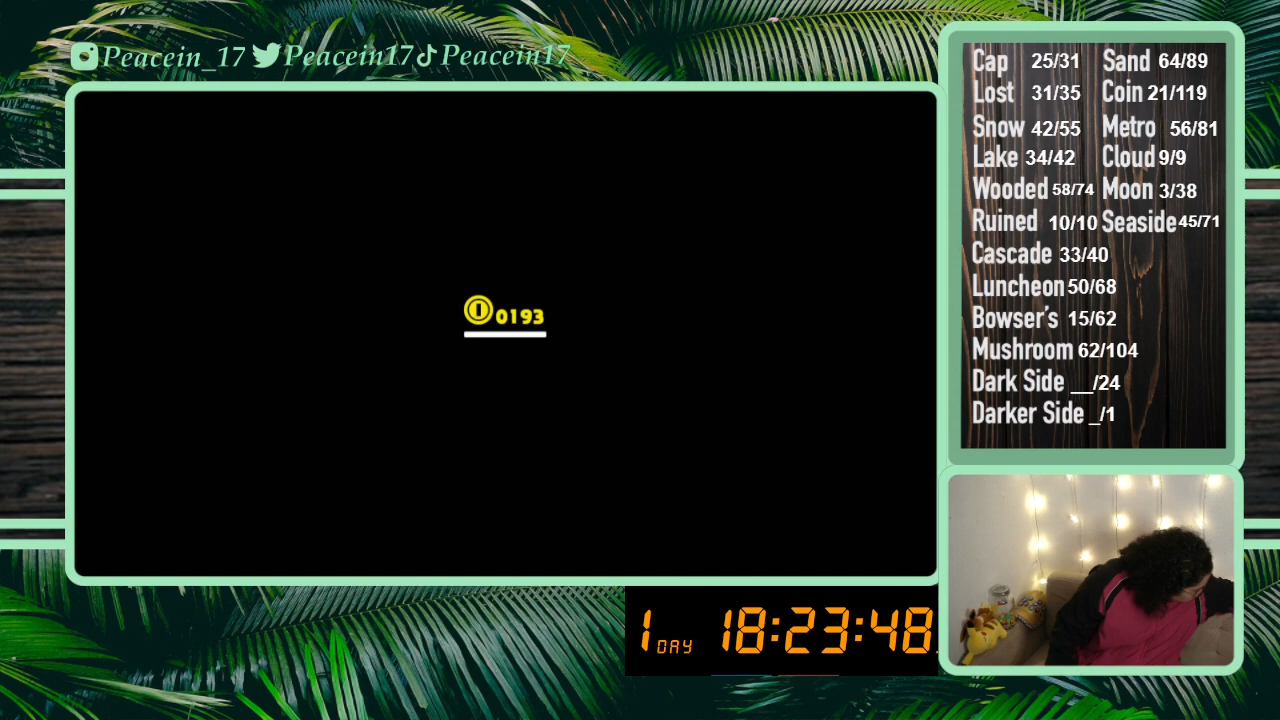 Peacein_17 Peacein17 Peacein17
Cap 25/31 Sand 64/89
Lost 31/35 Coin 21/119
Snow 42/55 Metro 56/81
Lake 34/42 Cloud 9/9
Wooded 58/74 Moon 3/38
Ruined 10/10 Seaside 45/71
Cascade 33/40
Luncheon 50/68
Bowser's 15/62
Mushroom 62/104
Dark Side __/24
Darker Side _/1
0193
1 DAY 18:23:48